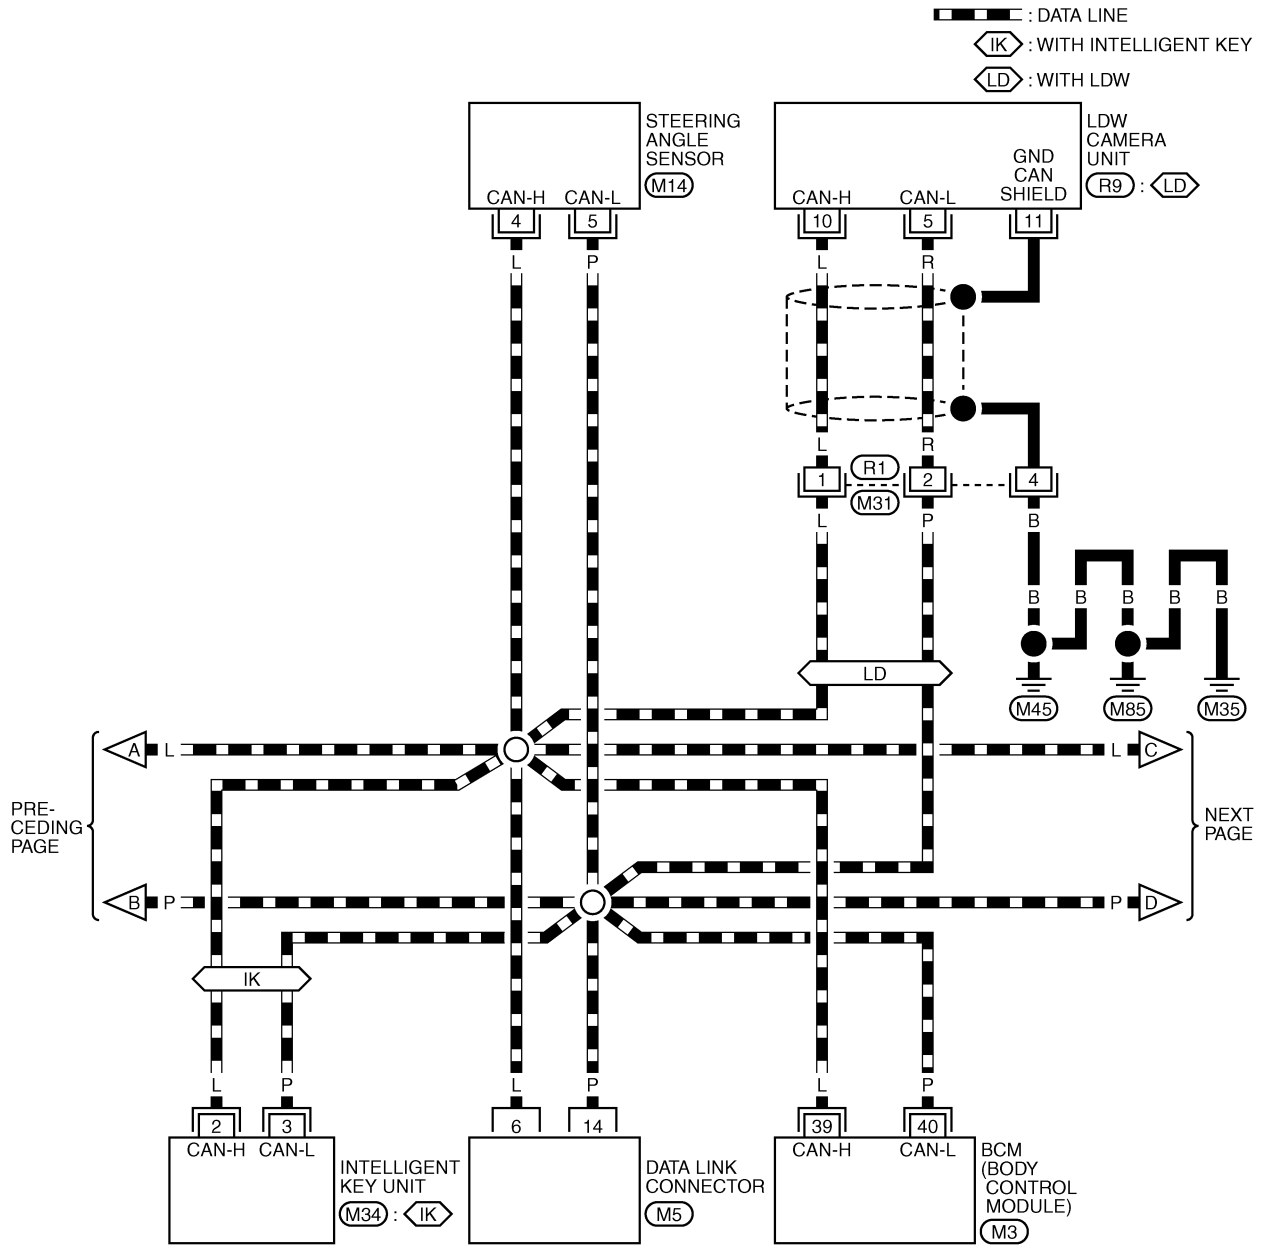 : DATA LINE
IK : WITH INTELLIGENT KEY
LD : WITH LDW
STEERING
ANGLE
SENSOR
M14
CAN-H CAN-L
4 5
L P
LDW
CAMERA
UNIT
R9 : LD
GND
CAN
SHIELD
CAN-H CAN-L
10 5 11
L R
L R
R1
1 2 4
M31
L P B
B B B B B
LD
M45 M85 M35
A L
L C
PRE-
CEDING
PAGE
NEXT
PAGE
B P
P D
IK
L P L P L P
2 3 6 14 39 40
CAN-H CAN-L
INTELLIGENT
KEY UNIT
M34 : IK
DATA LINK
CONNECTOR
M5
CAN-H CAN-L
BCM
(BODY
CONTROL
MODULE)
M3